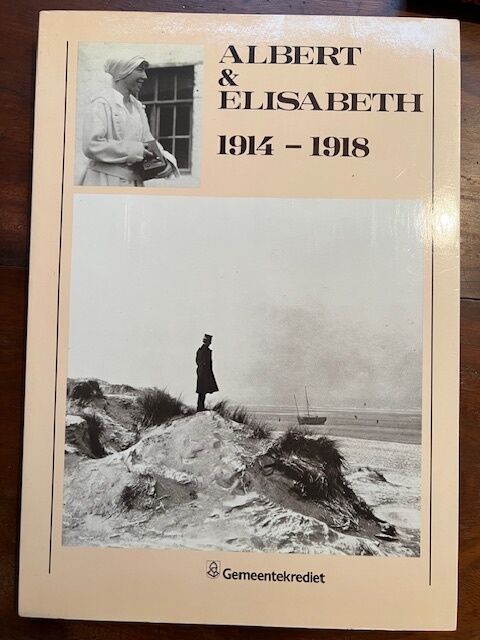 ALBERT
&
ELISABETH
1914 – 1918
Gemeentekrediet